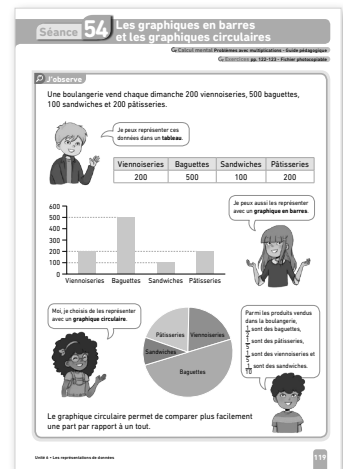 Séance 54
Les graphiques en barres
et les graphiques circulaires
Calcul mental Problèmes avec multiplications - Guide pédagogique
Exercices pp. 122-123 - Fichier photocopiable
J'observe
Une boulangerie vend chaque dimanche 200 viennoiseries, 500 baguettes,
100 sandwiches et 200 pâtisseries.
Je peux représenter ces
données dans un tableau.
Viennoiseries Baguettes Sandwiches Pâtisseries
200 500 100 200
Je peux aussi les représenter
avec un graphique en barres.
600
500
400
300
200
100
0
Viennoiseries Baguettes Sandwiches Pâtisseries
Moi, je choisis de les représenter
avec un graphique circulaire.
Pâtisseries Viennoiseries
Sandwiches
Baguettes
Parmi les produits vendus
dans la boulangerie,
1/2 sont des baguettes,
1/5 sont des pâtisseries,
1/5 sont des viennoiseries et
1/10 sont des sandwiches.
Le graphique circulaire permet de comparer plus facilement
une part par rapport à un tout.
Unité 6 • Les représentations de données
119